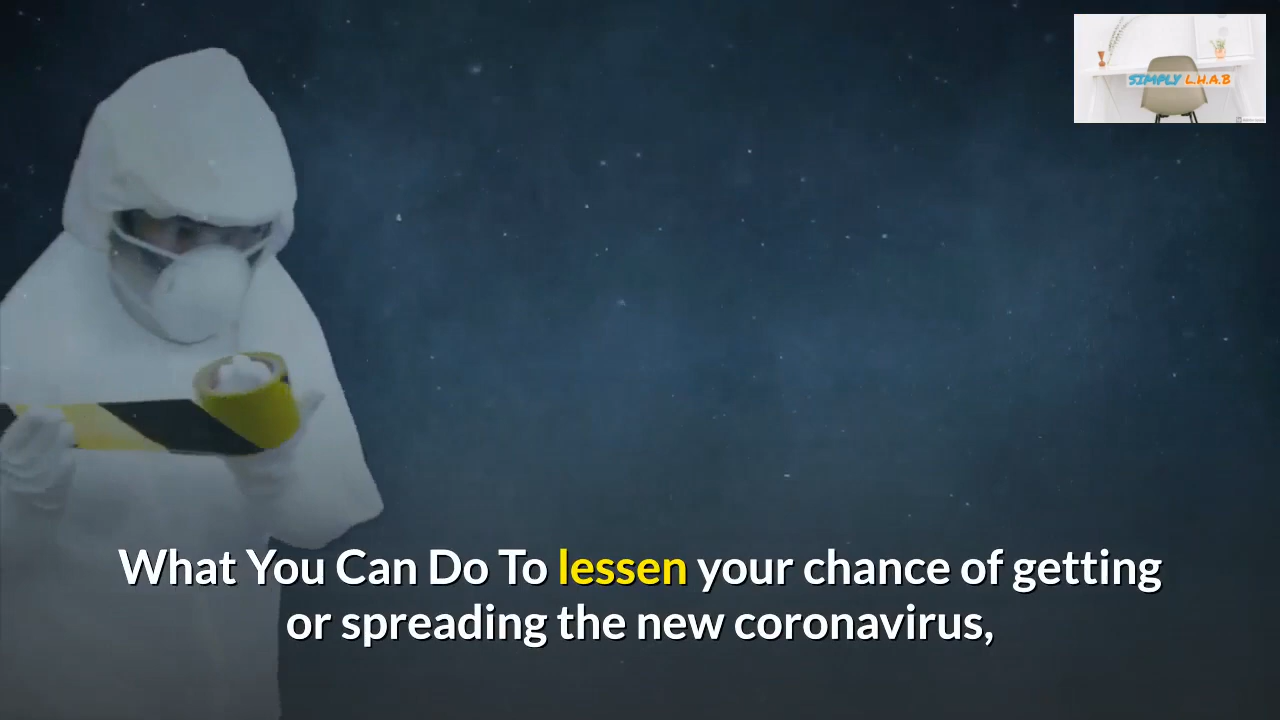 SIMPLY L.H.A.B
What You Can Do To lessen your chance of getting
or spreading the new coronavirus,